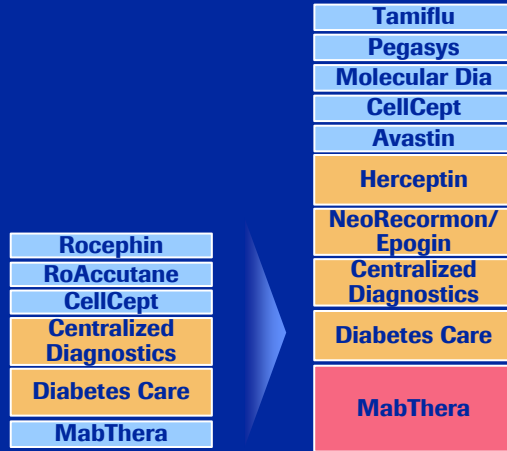 Rocephin
RoAccutane
CellCept
Centralized
Diagnostics
Diabetes Care
MabThera
Tamiflu
Pegasys
Molecular Dia
CellCept
Avastin
Herceptin
NeoRecormon/
Epogin
Centralized
Diagnostics
Diabetes Care
MabThera